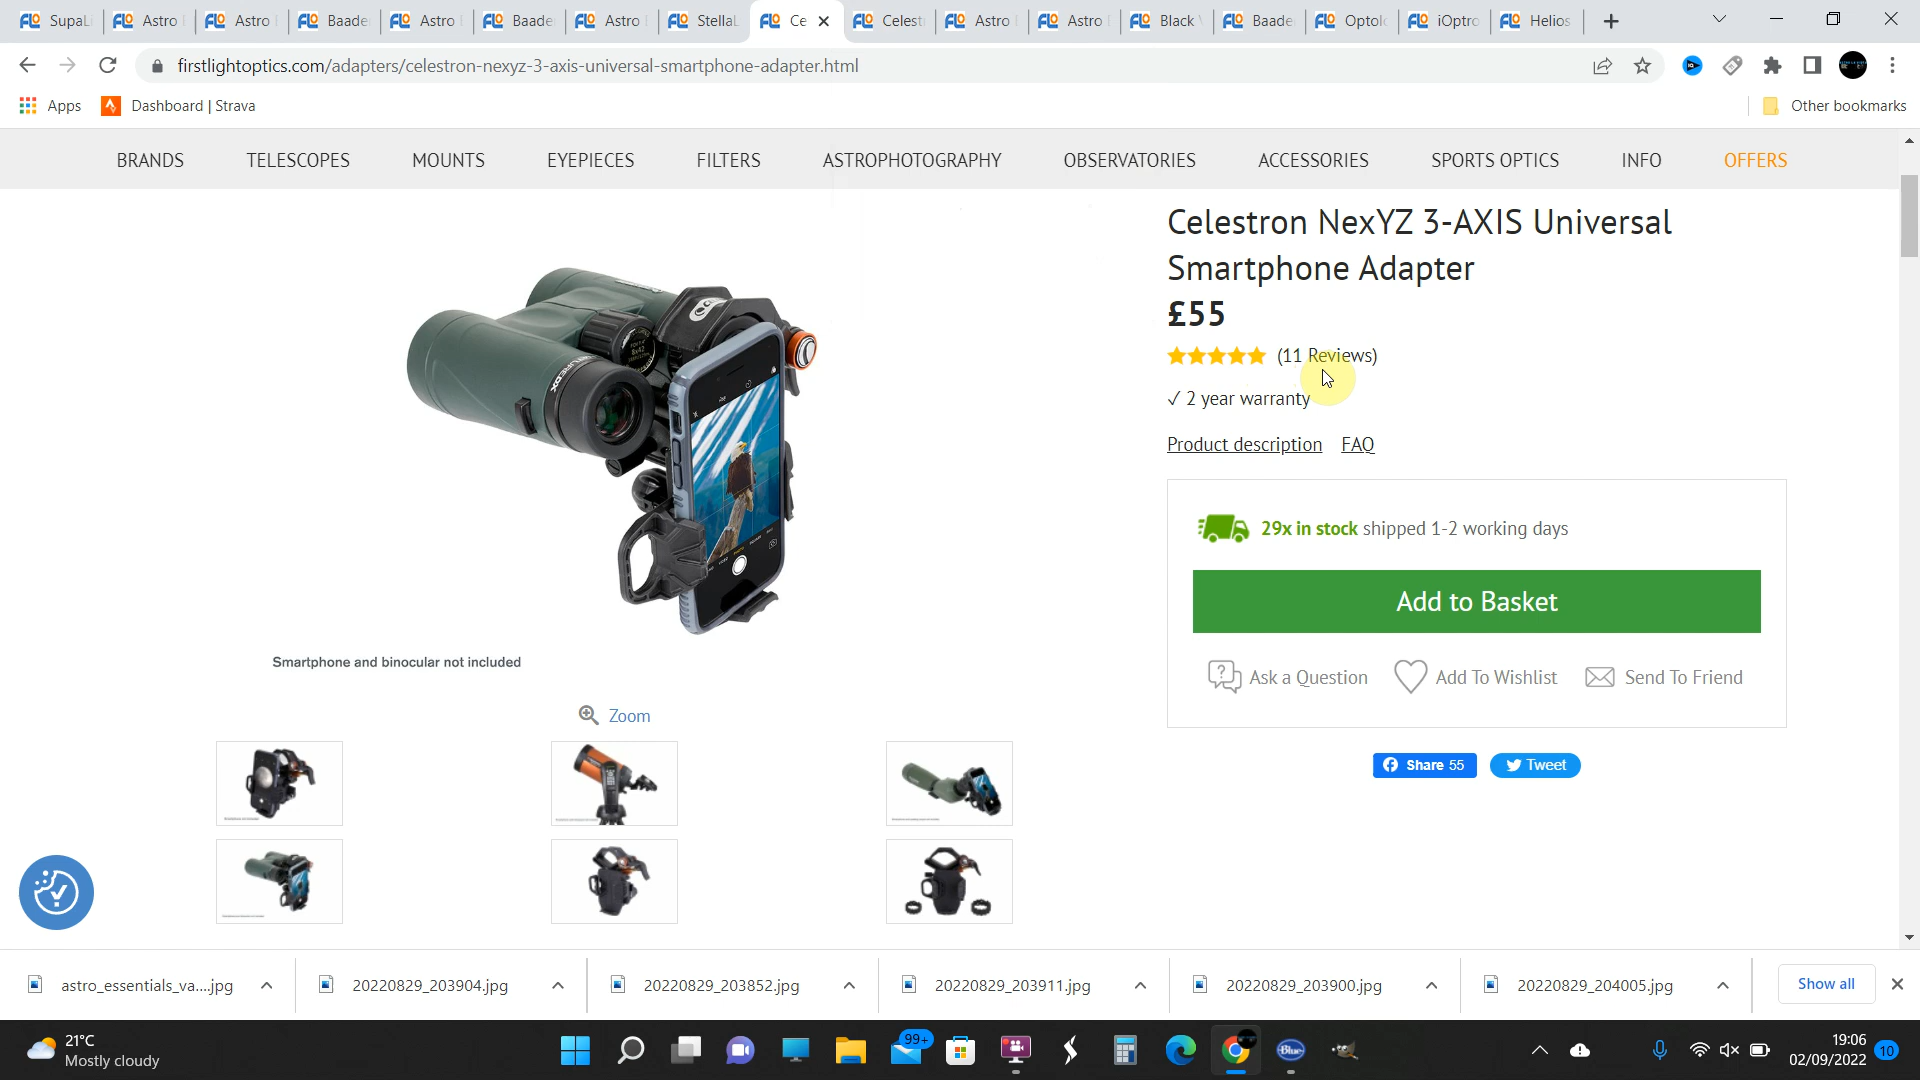 SupaLi
Astro
Astro
Baade
Astro
Baade
Astro
StellaL
Ce
Celest
Astro
Astro
Black
Baade
Optolo
iOptro
Helios
firstlightoptics.com/adapters/celestron-nexyz-3-axis-universal-smartphone-adapter.html
Apps
Dashboard | Strava
Other bookmarks
BRANDS TELESCOPES MOUNTS EYEPIECES FILTERS ASTROPHOTOGRAPHY OBSERVATORIES ACCESSORIES SPORTS OPTICS INFO OFFERS
Celestron NexYZ 3-AXIS Universal
Smartphone Adapter
£55
(11 Reviews)
✓ 2 year warranty
Product description FAQ
29x in stock shipped 1-2 working days
Add to Basket
Ask a Question Add To Wishlist Send To Friend
Share 55 Tweet
Smartphone and binocular not included
Zoom
astro_essentials_va....jpg
20220829_203904.jpg
20220829_203852.jpg
20220829_203911.jpg
20220829_203900.jpg
20220829_204005.jpg
Show all
21°C
Mostly cloudy
99+
Blue
19:06
02/09/2022
10